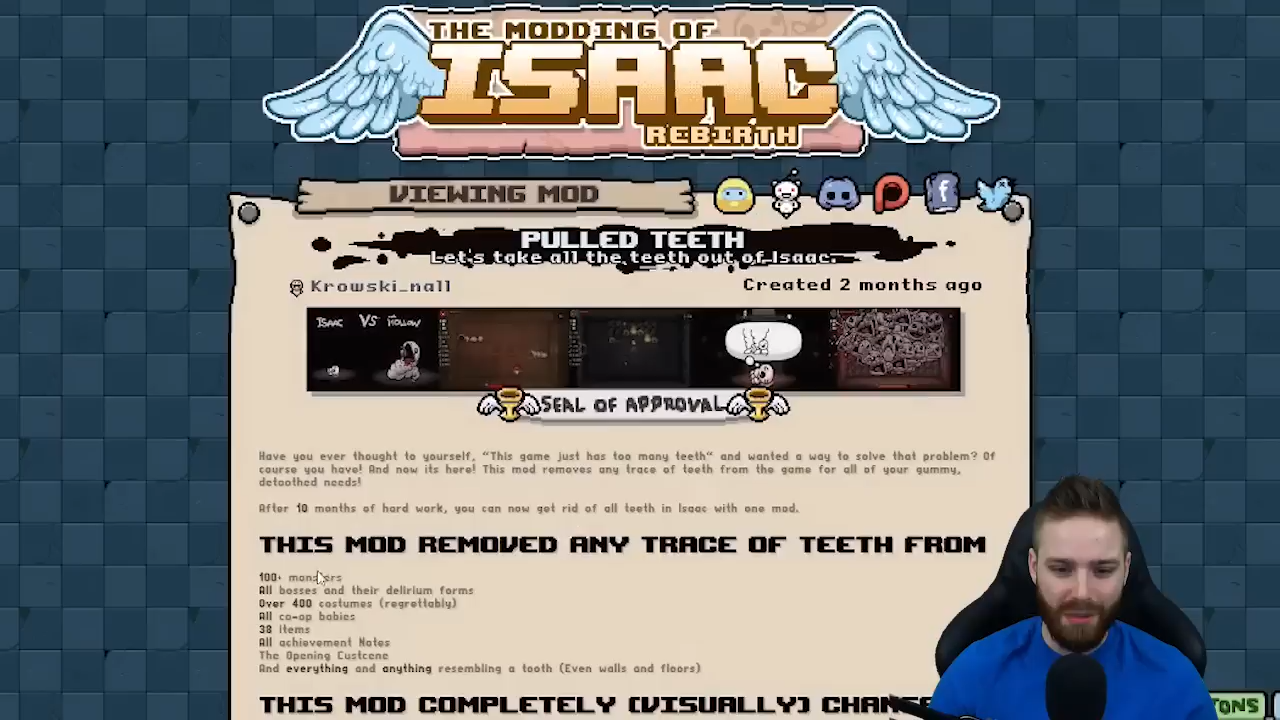 THE MODDING OF
ISAAC
REBIRTH
VIEWING MOD
PULLED TEETH
Let's take all the teeth out of Isaac.
Krowski_nall
Created 2 months ago
ISAAC VS HOLLOW
SEAL OF APPROVAL
Have you ever thought to yourself, "This game just has too many teeth" and wanted a way to solve that problem? Of
course you have! And now its here! This mod removes any trace of teeth from the game for all of your gummy,
detoothed needs!
After 10 months of hard work, you can now get rid of all teeth in Isaac with one mod.
THIS MOD REMOVED ANY TRACE OF TEETH FROM
100+ monsters
All bosses and their delirium forms
Over 400 costumes (regrettably)
All co-op babies
38 items
All achievement Notes
The Opening Custcene
And everything and anything resembling a tooth (Even walls and floors)
THIS MOD COMPLETELY (VISUALLY) CHANGE
TONS